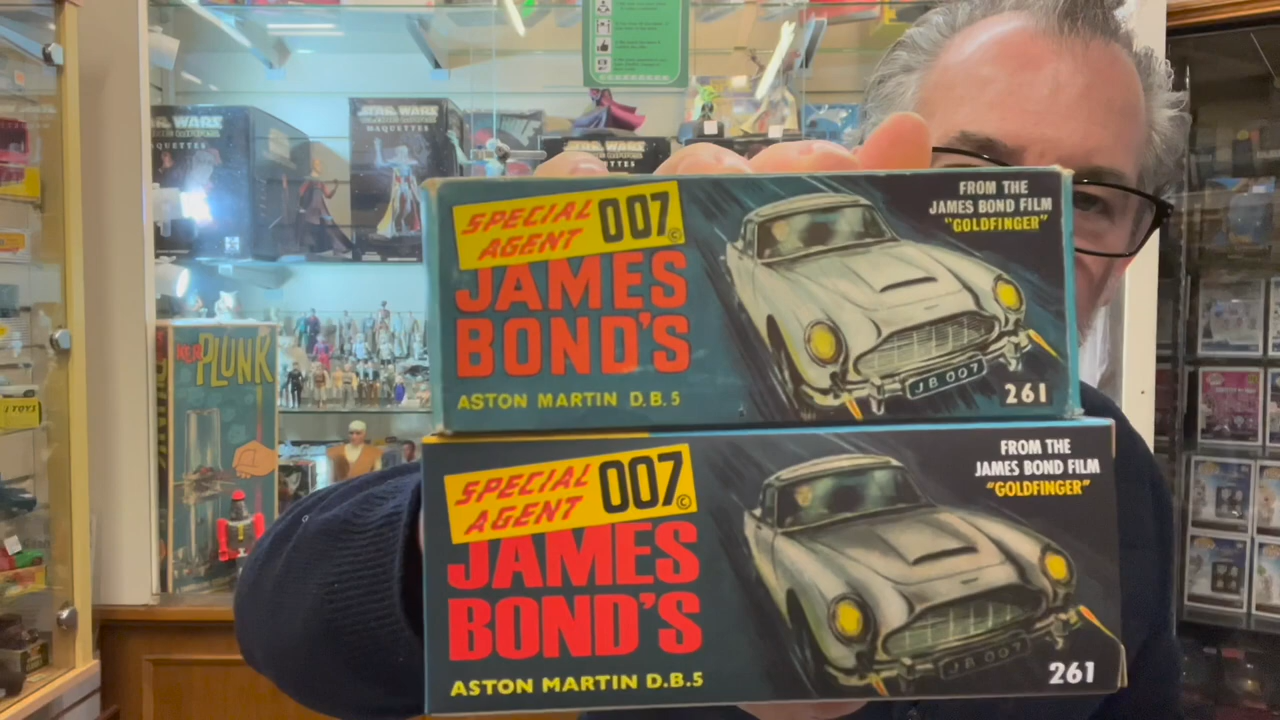 STAR WARS
MAQUETTES
STAR WARS
MAQUETTES
STAR WARS
KER
PLUNK
TOYS
SPECIAL
AGENT
007
©
JAMES
BOND'S
ASTON MARTIN D.B.5
FROM THE
JAMES BOND FILM
"GOLDFINGER"
JB 007
261
SPECIAL
AGENT
007
©
JAMES
BOND'S
ASTON MARTIN D.B.5
FROM THE
JAMES BOND FILM
"GOLDFINGER"
JB 007
261